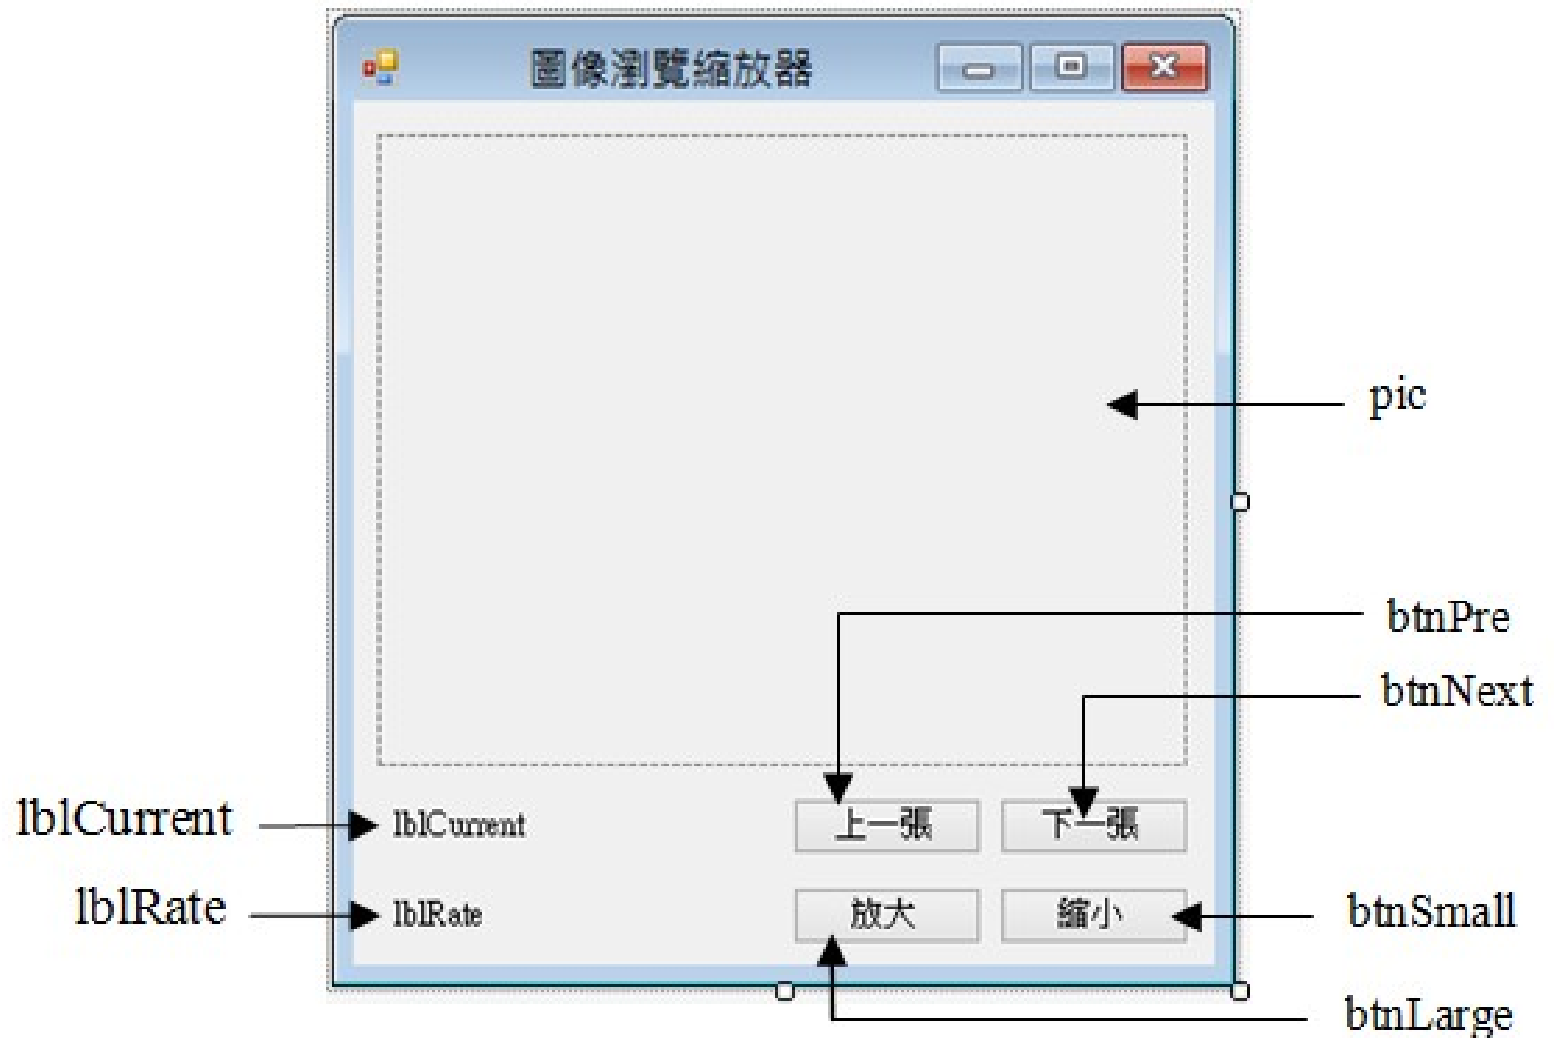 圖像瀏覽縮放器
pic
btnPre
btnNext
lblCurrent
lblCurrent
上一張
下一張
lblRate
lblRate
放大
縮小
btnSmall
btnLarge